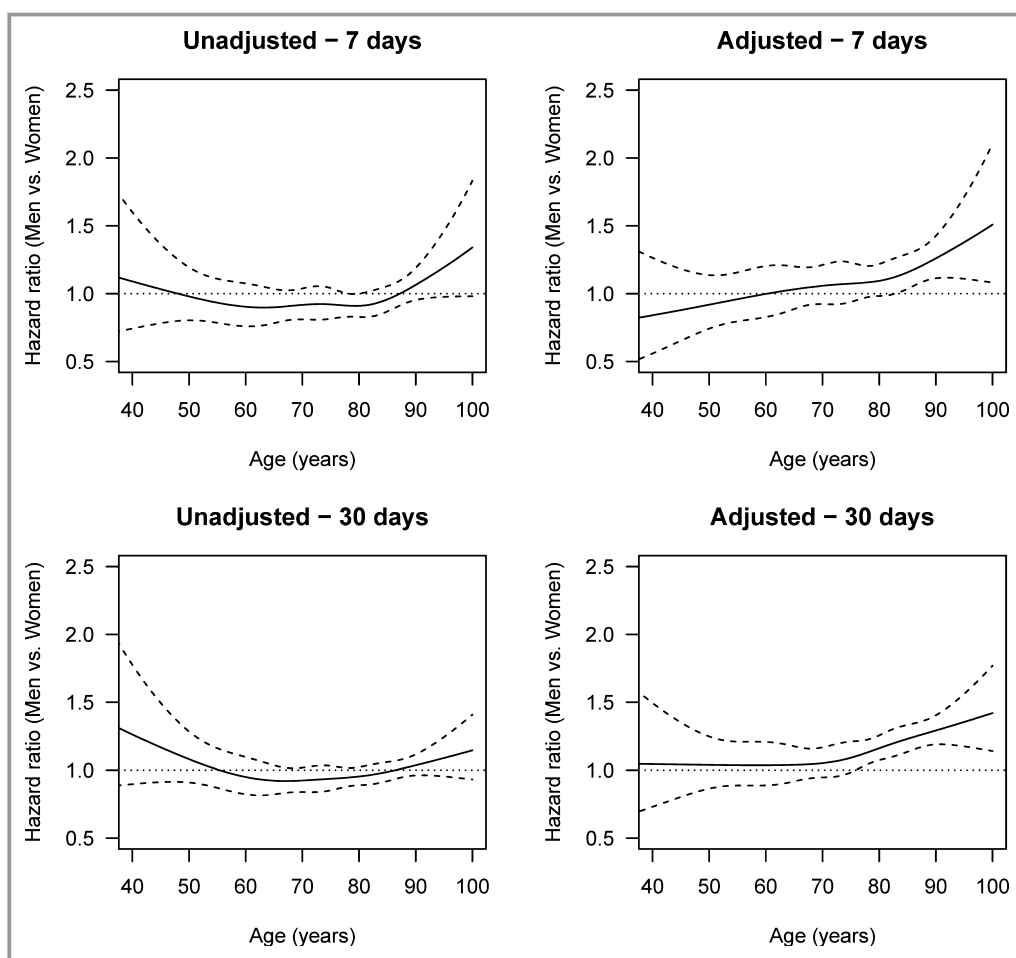 Unadjusted − 7 days
Hazard ratio (Men vs. Women)
2.5
2.0
1.5
1.0
0.5
40 50 60 70 80 90 100
Age (years)
Adjusted − 7 days
Hazard ratio (Men vs. Women)
2.5
2.0
1.5
1.0
0.5
40 50 60 70 80 90 100
Age (years)
Unadjusted − 30 days
Hazard ratio (Men vs. Women)
2.5
2.0
1.5
1.0
0.5
40 50 60 70 80 90 100
Age (years)
Adjusted − 30 days
Hazard ratio (Men vs. Women)
2.5
2.0
1.5
1.0
0.5
40 50 60 70 80 90 100
Age (years)